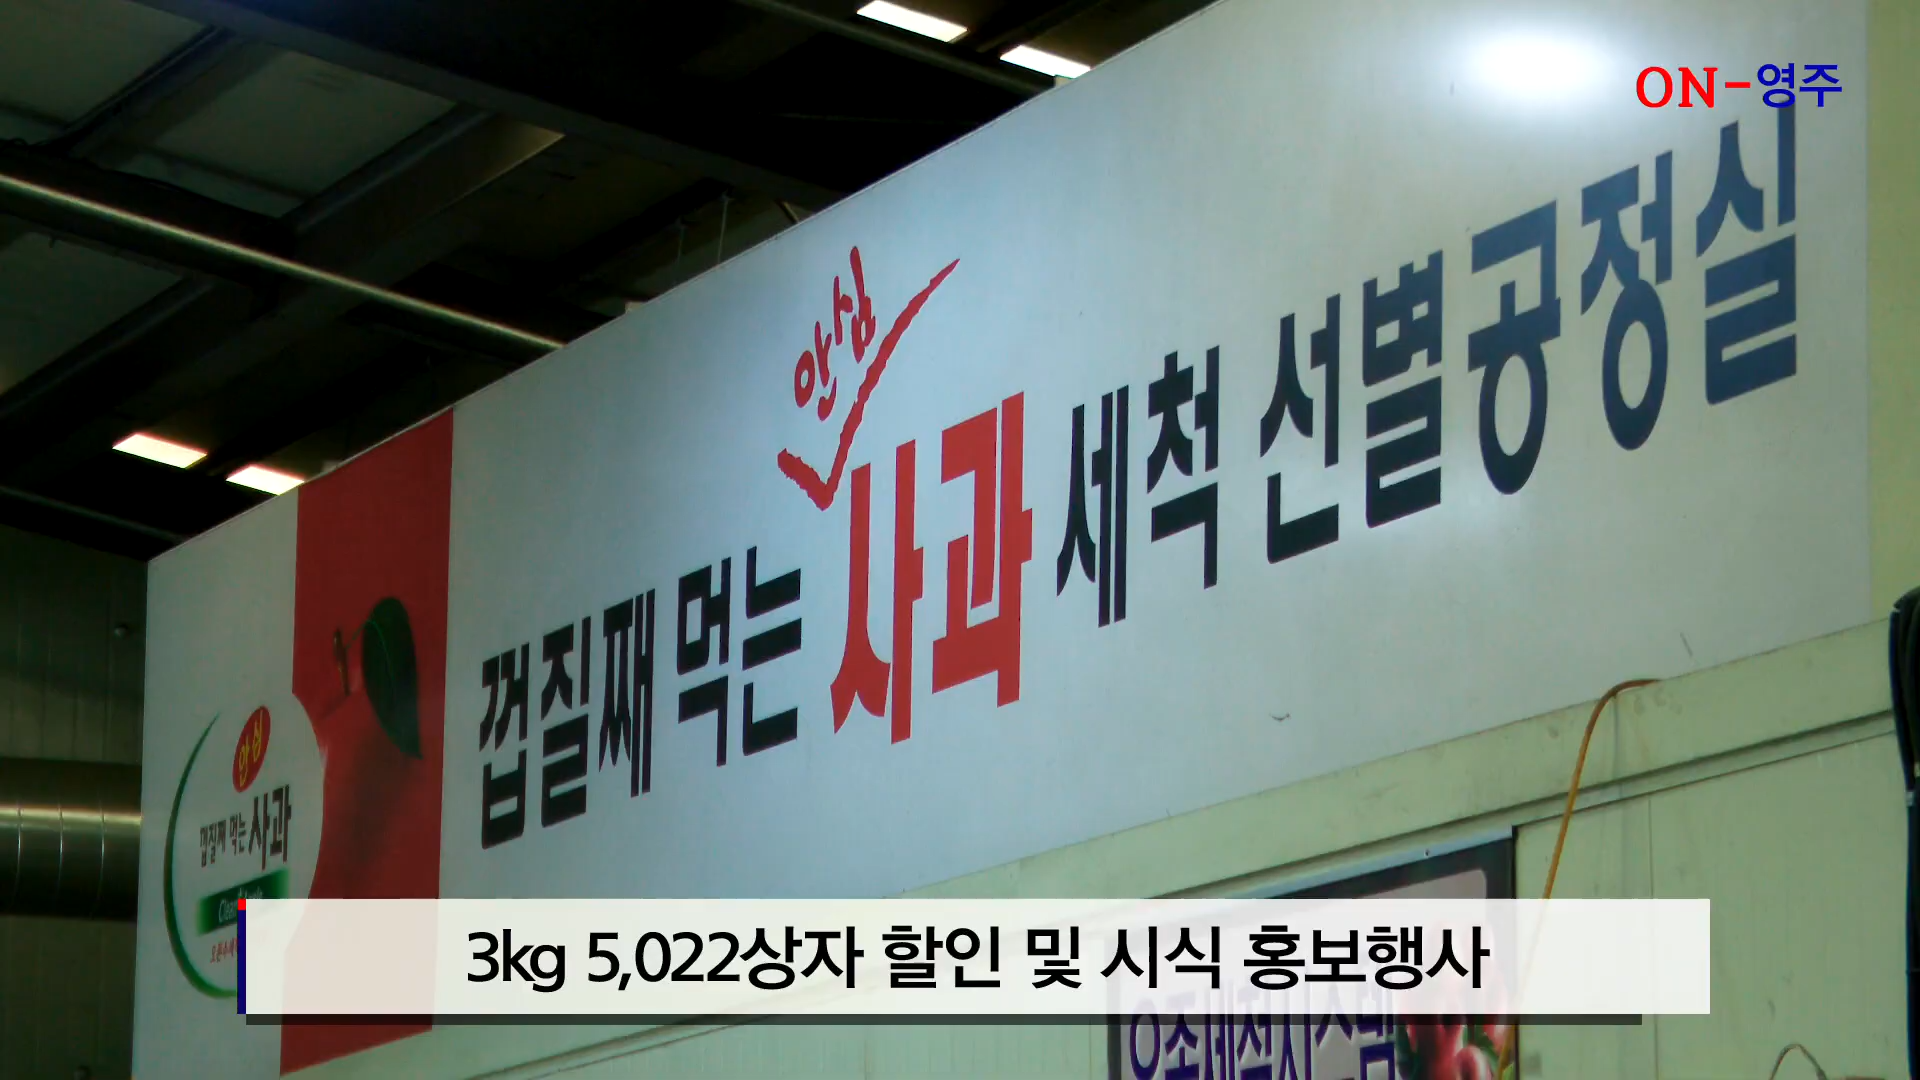 ON-영주
안심
껍질째 먹는 사과 세척 선별공정실
안심
껍질째 먹는 사과
3kg 5,022상자 할인 및 시식 홍보행사